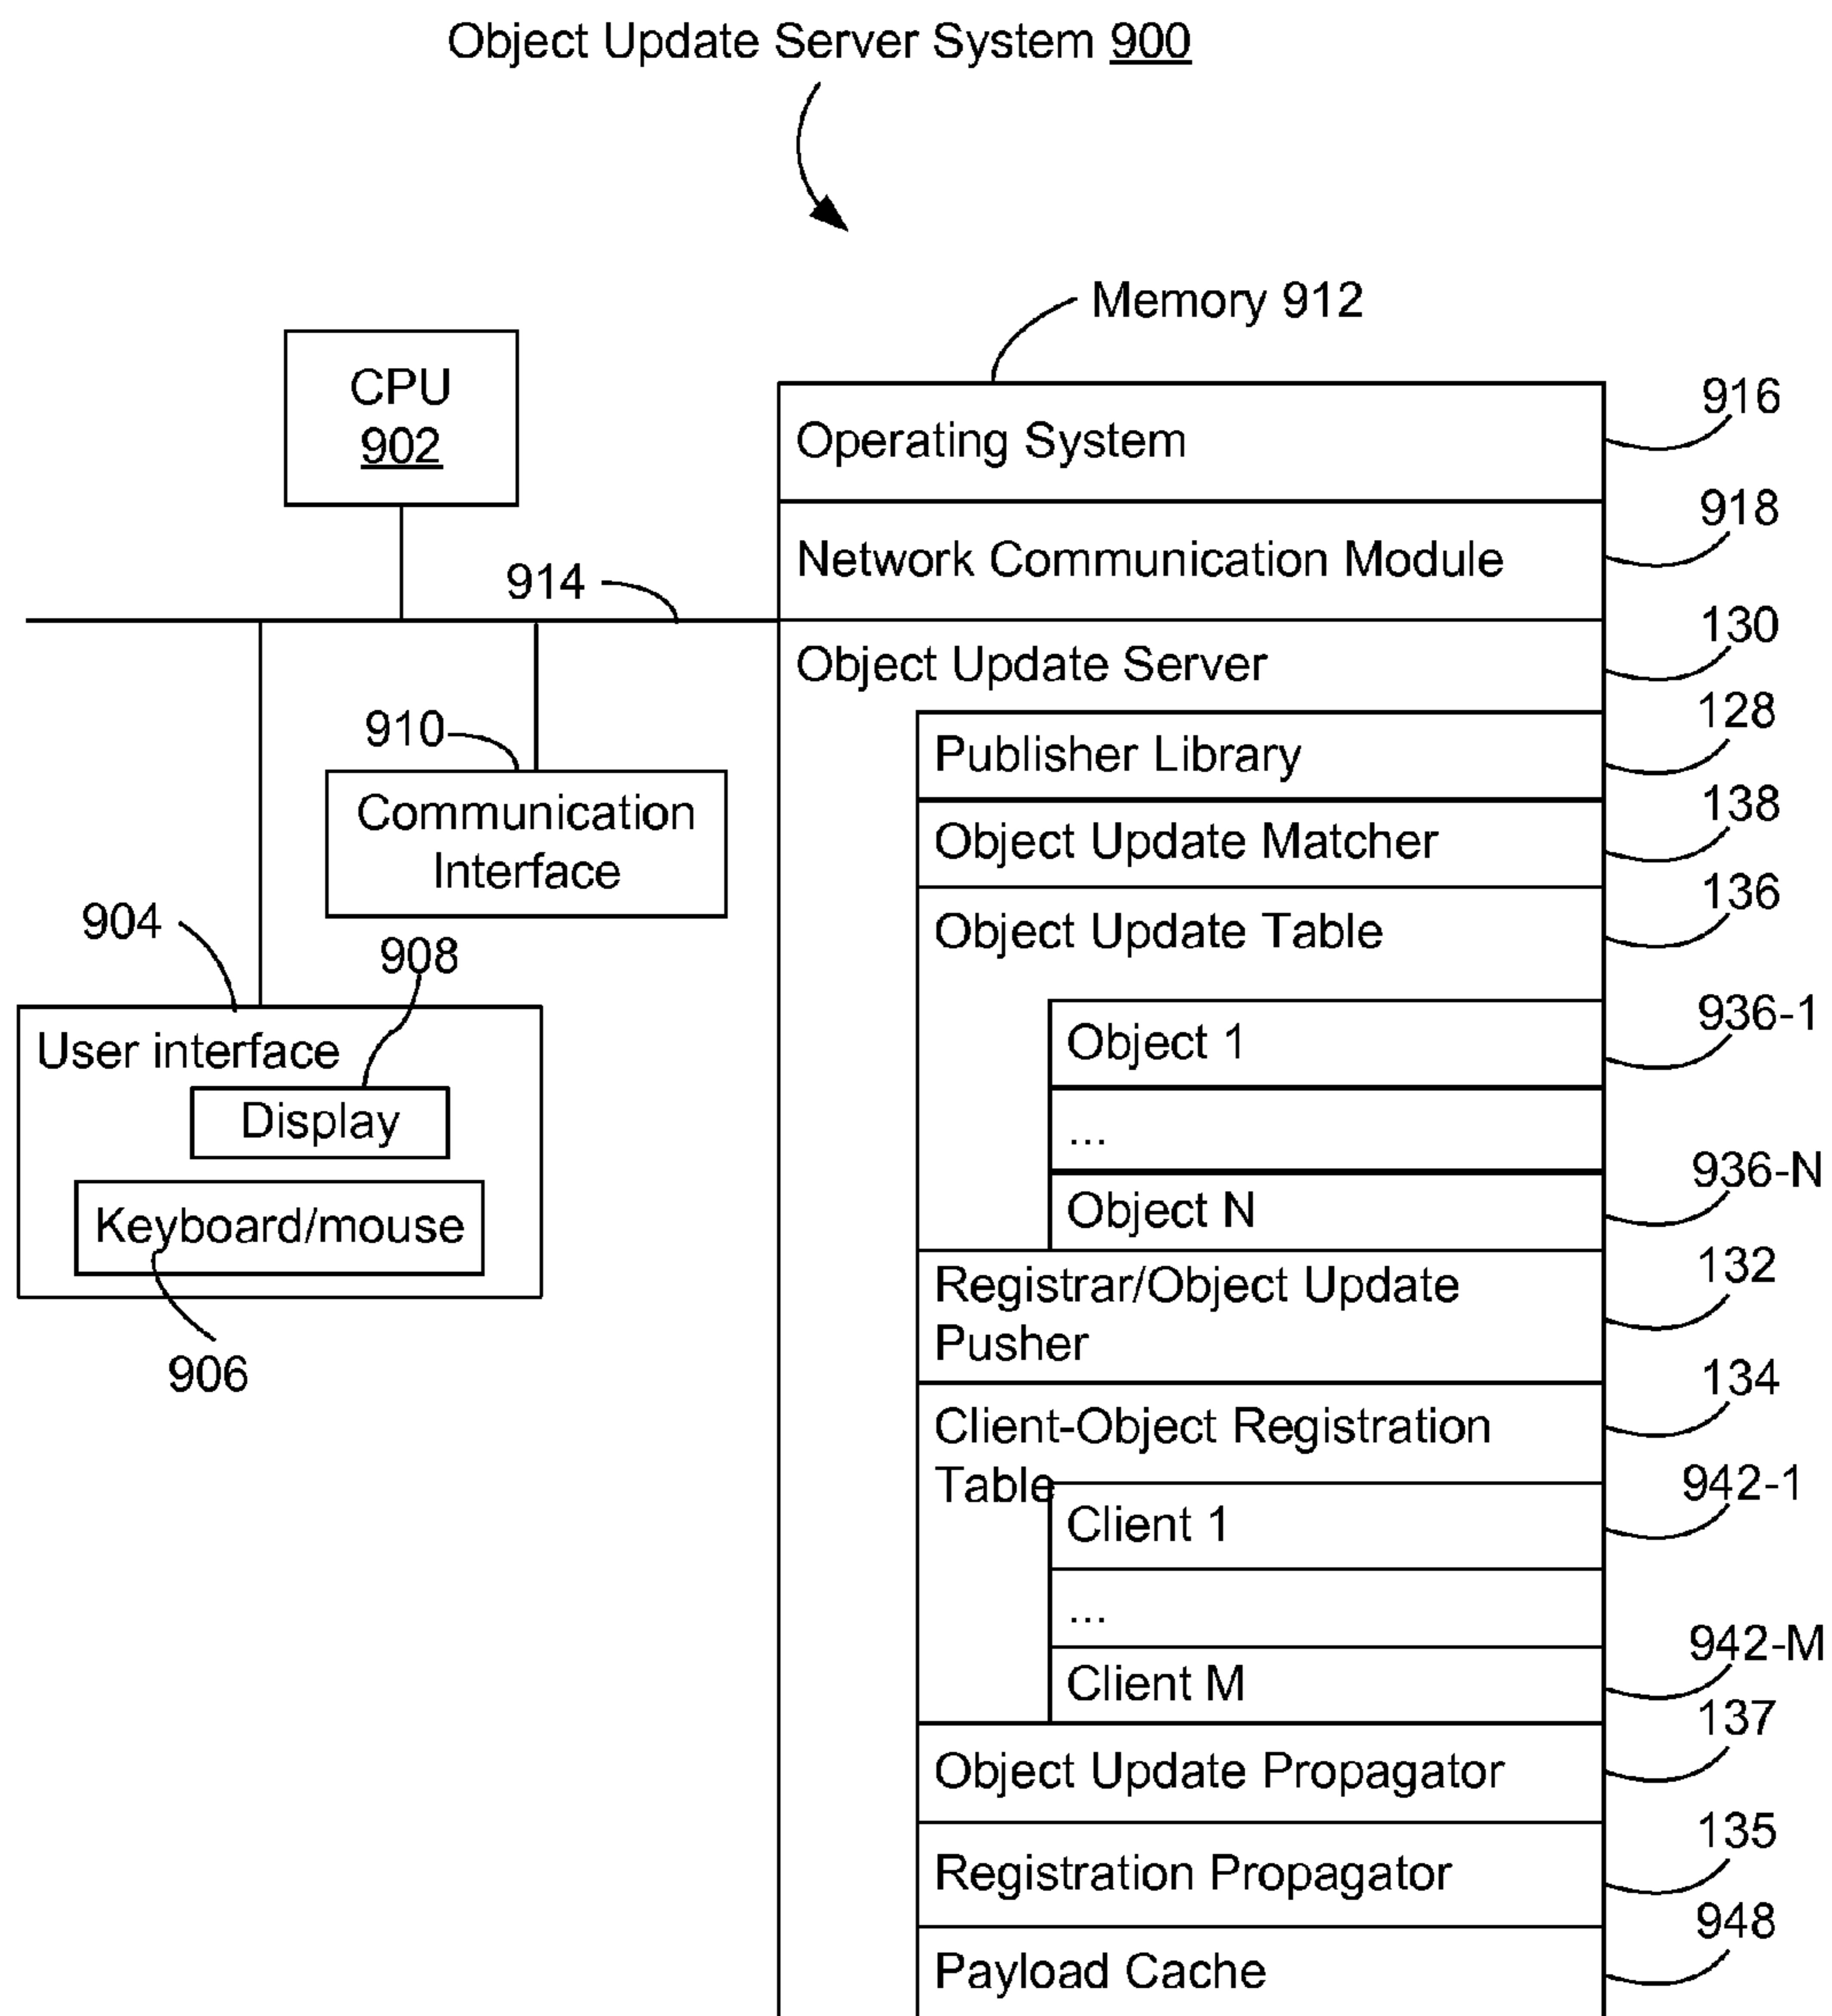 Object Update Server System 900
Memory 912
CPU
902
914
910
Communication
Interface
904
908
User interface
Display
Keyboard/mouse
906
Operating System
916
Network Communication Module
918
Object Update Server
130
Publisher Library
128
Object Update Matcher
138
Object Update Table
136
Object 1
936-1
...
Object N
936-N
Registrar/Object Update
Pusher
132
Client-Object Registration
Table
134
Client 1
942-1
...
Client M
942-M
Object Update Propagator
137
Registration Propagator
135
Payload Cache
948